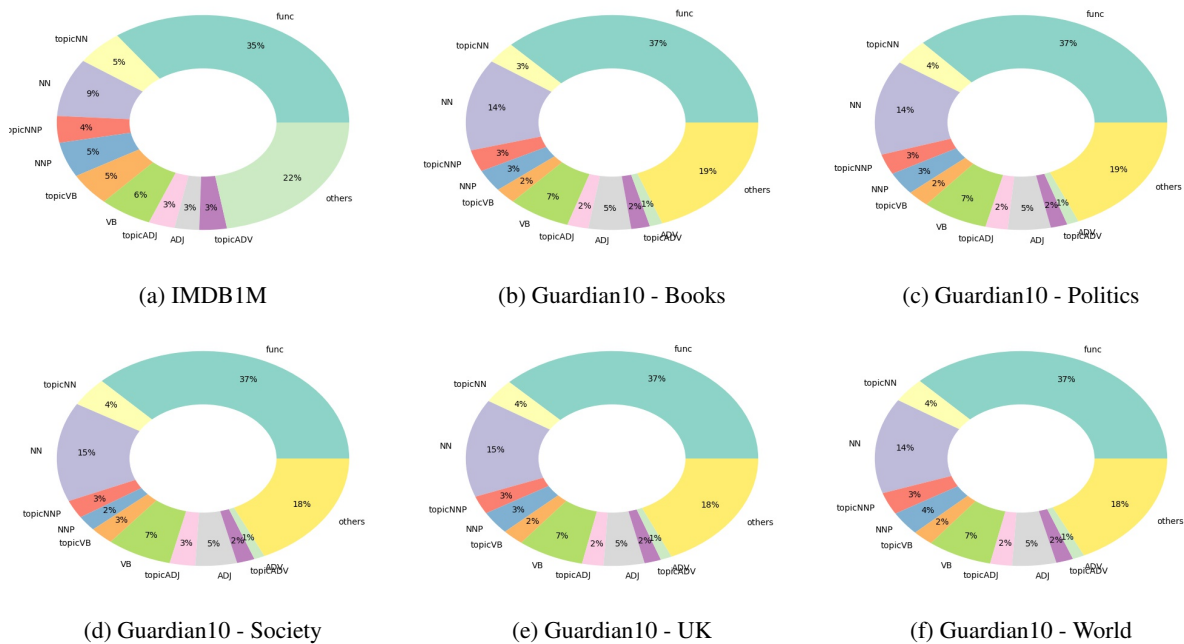 func
35%
topicNN
5%
NN
9%
opicNNP
4%
NNP
5%
topicVB
5%
VB
6%
topicADJ
3%
ADJ
3%
topicADV
3%
22%
others
(a) IMDB1M
func
37%
topicNN
3%
NN
14%
topicNNP
3%
NNP
3%
topicVB
2%
VB
7%
topicADJ
2%
ADJ
5%
topicADV
2%
ADV
1%
19%
others
(b) Guardian10 - Books
func
37%
topicNN
4%
NN
14%
topicNNP
3%
NNP
3%
topicVB
2%
VB
7%
topicADJ
2%
ADJ
5%
topicADV
2%
ADV
1%
19%
others
(c) Guardian10 - Politics
func
37%
topicNN
4%
NN
15%
topicNNP
3%
NNP
2%
topicVB
3%
VB
7%
topicADJ
3%
ADJ
5%
topicADV
2%
ADV
1%
18%
others
(d) Guardian10 - Society
func
37%
topicNN
4%
NN
15%
topicNNP
3%
NNP
3%
topicVB
2%
VB
7%
topicADJ
2%
ADJ
5%
topicADV
2%
ADV
1%
18%
others
(e) Guardian10 - UK
func
37%
topicNN
4%
NN
14%
topicNNP
3%
NNP
4%
topicVB
2%
VB
7%
topicADJ
2%
ADJ
5%
topicADV
2%
ADV
1%
18%
others
(f) Guardian10 - World